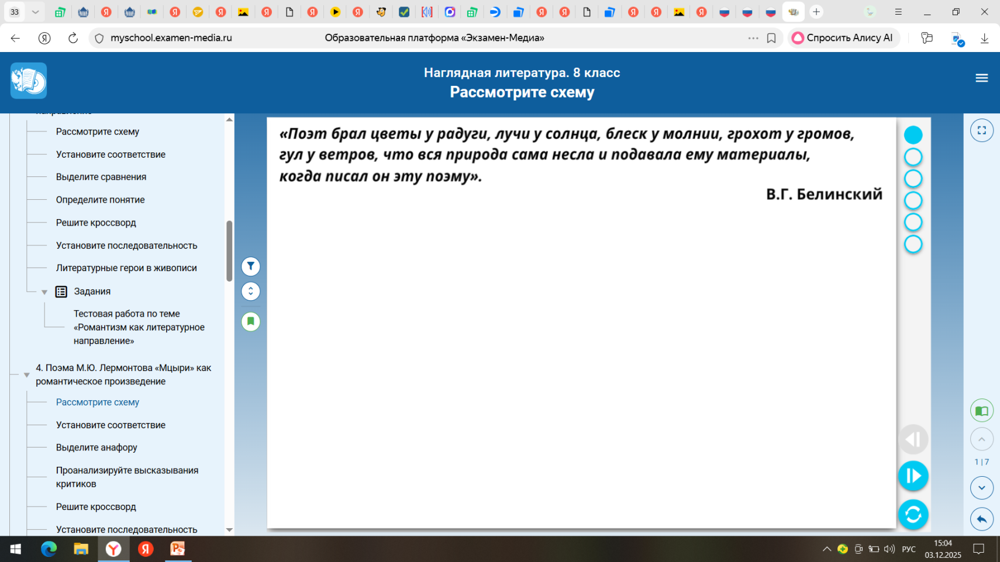 33
myschool.examen-media.ru
Образовательная платформа «Экзамен-Медиа»
Спросить Алису AI
Наглядная литература. 8 класс
Рассмотрите схему
Рассмотрите схему
Установите соответствие
Выделите сравнения
Определите понятие
Решите кроссворд
Установите последовательность
Литературные герои в живописи
Задания
Тестовая работа по теме
«Романтизм как литературное
направление»
4. Поэма М.Ю. Лермонтова «Мцыри» как
романтическое произведение
Рассмотрите схему
Установите соответствие
Выделите анафору
Проанализируйте высказывания
критиков
Решите кроссворд
Установите последовательность
«Поэт брал цветы у радуги, лучи у солнца, блеск у молнии, грохот у громов,
гул у ветров, что вся природа сама несла и подавала ему материалы,
когда писал он эту поэму».
В.Г. Белинский
1 | 7
РУС
15:04
03.12.2025